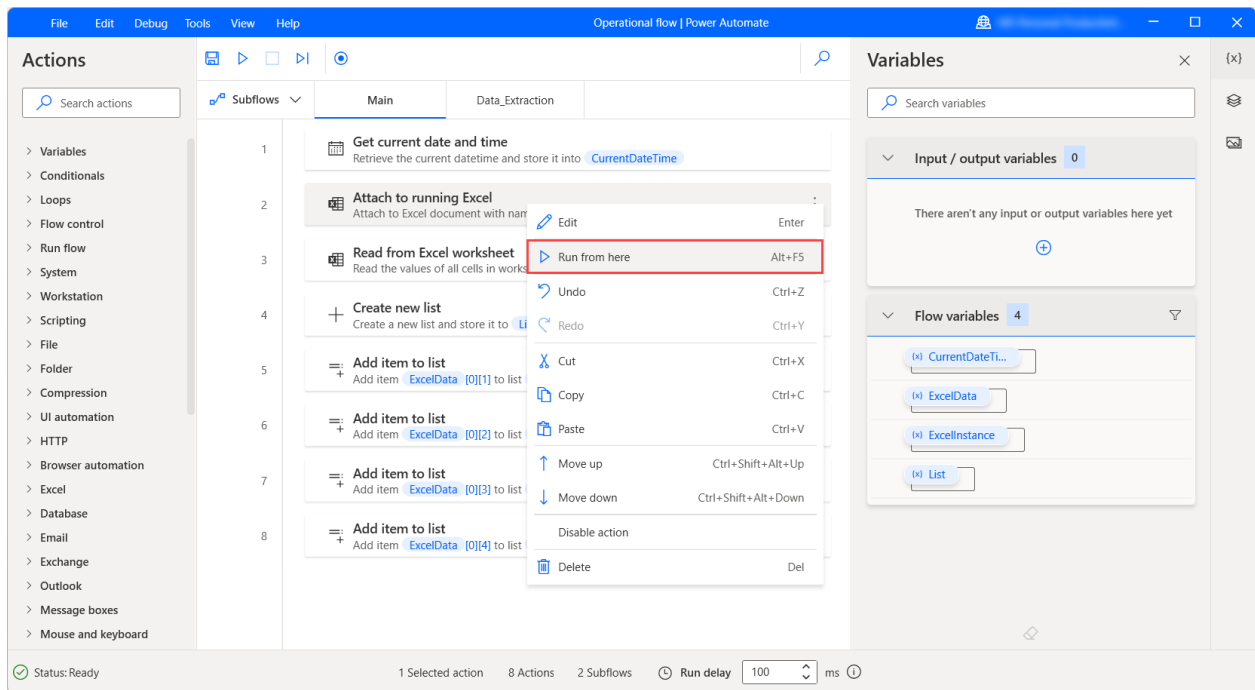 File Edit Debug Tools View Help
Operational flow | Power Automate
Actions
Search actions
Variables
Conditionals
Loops
Flow control
Run flow
System
Workstation
Scripting
File
Folder
Compression
UI automation
HTTP
Browser automation
Excel
Database
Email
Exchange
Outlook
Message boxes
Mouse and keyboard
Subflows Main Data_Extraction
1 Get current date and time
Retrieve the current datetime and store it into CurrentDateTime
2 Attach to running Excel
Attach to Excel document with
3 Read from Excel worksheet
Read the values of all cells in
4 Create new list
Create a new list and store it to
5 Add item to list
Add item ExcelData [0][1] to list
6 Add item to list
Add item ExcelData [0][2] to list
7 Add item to list
Add item ExcelData [0][3] to list
8 Add item to list
Add item ExcelData [0][4] to list
Edit Enter
Run from here Alt+F5
Undo Ctrl+Z
Redo Ctrl+Y
Cut Ctrl+X
Copy Ctrl+C
Paste Ctrl+V
Move up Ctrl+Shift+Alt+Up
Move down Ctrl+Shift+Alt+Down
Disable action
Delete Del
Variables
{x}
Search variables
Input / output variables 0
There aren't any input or output variables here yet
Flow variables 4
(x) CurrentDateTi...
(x) ExcelData
(x) ExcelInstance
(x) List
Status: Ready 1 Selected action 8 Actions 2 Subflows Run delay 100 ms